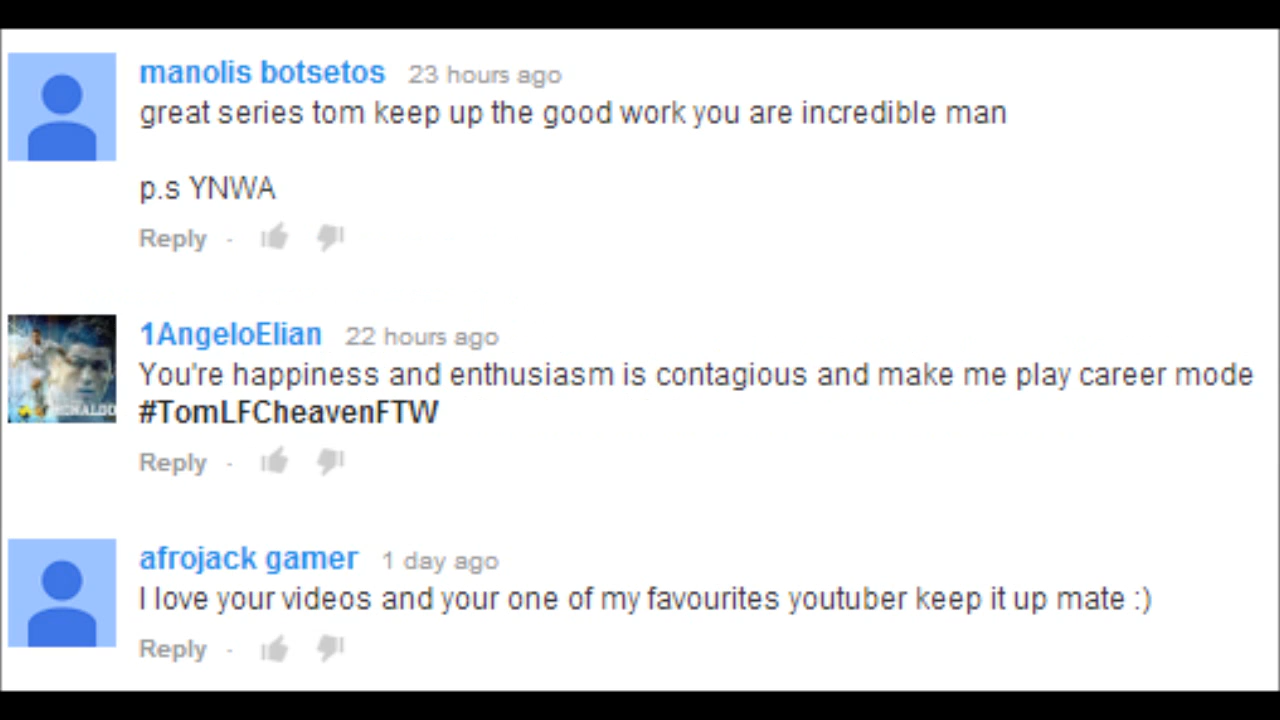 manolis botsetos 23 hours ago
great series tom keep up the good work you are incredible man
p.s YNWA
Reply -
1AngeloElian 22 hours ago
You're happiness and enthusiasm is contagious and make me play career mode
#TomLFCheavenFTW
Reply -
afrojack gamer 1 day ago
I love your videos and your one of my favourites youtuber keep it up mate :)
Reply -